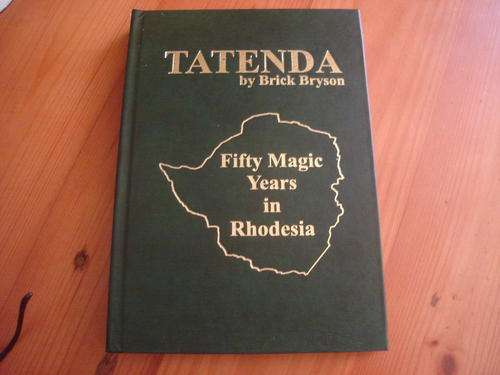 TATENDA
by Brick Bryson
Fifty Magic
Years
in
Rhodesia